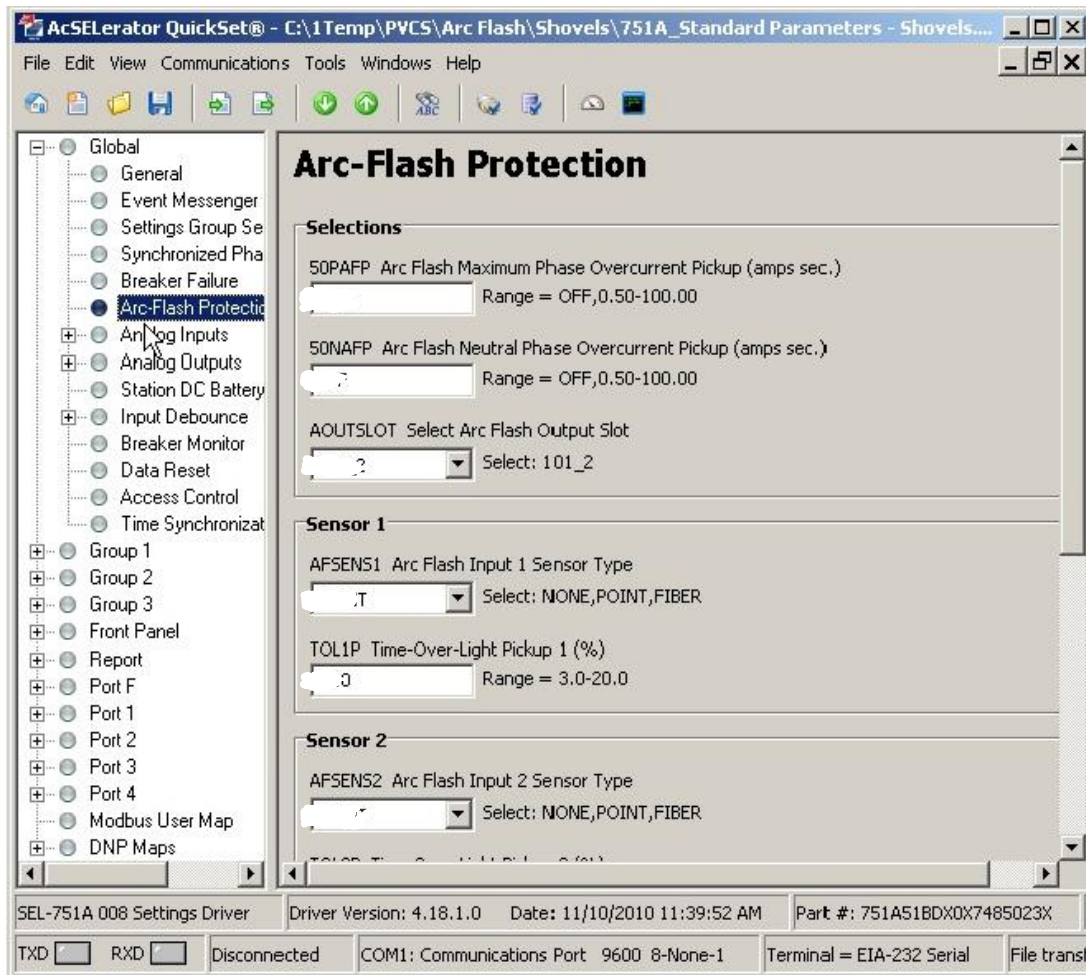 AcSELerator QuickSet® - C:\1Temp\PVCS\Arc Flash\Shovels\751A_Standard Parameters - Shovels....
File Edit View Communications Tools Windows Help
Global
General
Event Messenger
Settings Group Se
Synchronized Pha
Breaker Failure
Arc-Flash Protectio
Analog Inputs
Analog Outputs
Station DC Battery
Input Debounce
Breaker Monitor
Data Reset
Access Control
Time Synchronizat
Group 1
Group 2
Group 3
Front Panel
Report
Port F
Port 1
Port 2
Port 3
Port 4
Modbus User Map
DNP Maps
Arc-Flash Protection
Selections
50PAFP Arc Flash Maximum Phase Overcurrent Pickup (amps sec.)
Range = OFF,0.50-100.00
50NAFP Arc Flash Neutral Phase Overcurrent Pickup (amps sec.)
Range = OFF,0.50-100.00
AOUTSLOT Select Arc Flash Output Slot
Select: 101_2
Sensor 1
AFSENS1 Arc Flash Input 1 Sensor Type
Select: NONE,POINT,FIBER
TOL1P Time-Over-Light Pickup 1 (%)
Range = 3.0-20.0
Sensor 2
AFSENS2 Arc Flash Input 2 Sensor Type
Select: NONE,POINT,FIBER
SEL-751A 008 Settings Driver
Driver Version: 4.18.1.0 Date: 11/10/2010 11:39:52 AM
Part #: 751A51BDX0X7485023X
TXD RXD Disconnected COM1: Communications Port 9600 8-None-1 Terminal = EIA-232 Serial File transf